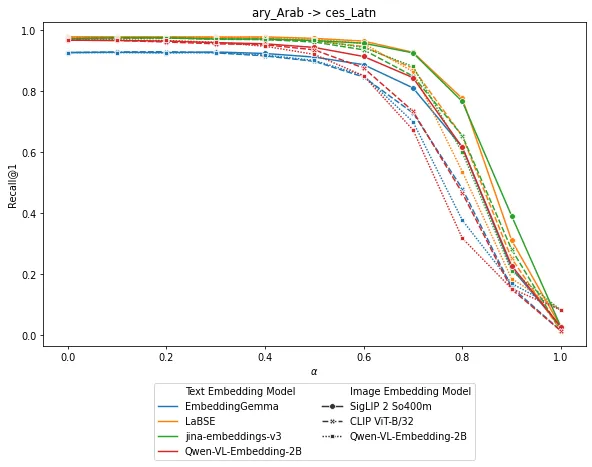 ary_Arab -> ces_Latn
Recall@1
1.0
0.8
0.6
0.4
0.2
0.0
0.0 0.2 0.4 0.6 0.8 1.0
α
Text Embedding Model
EmbeddingGemma
LaBSE
jina-embeddings-v3
Qwen-VL-Embedding-2B
Image Embedding Model
SigLIP 2 So400m
CLIP ViT-B/32
Qwen-VL-Embedding-2B